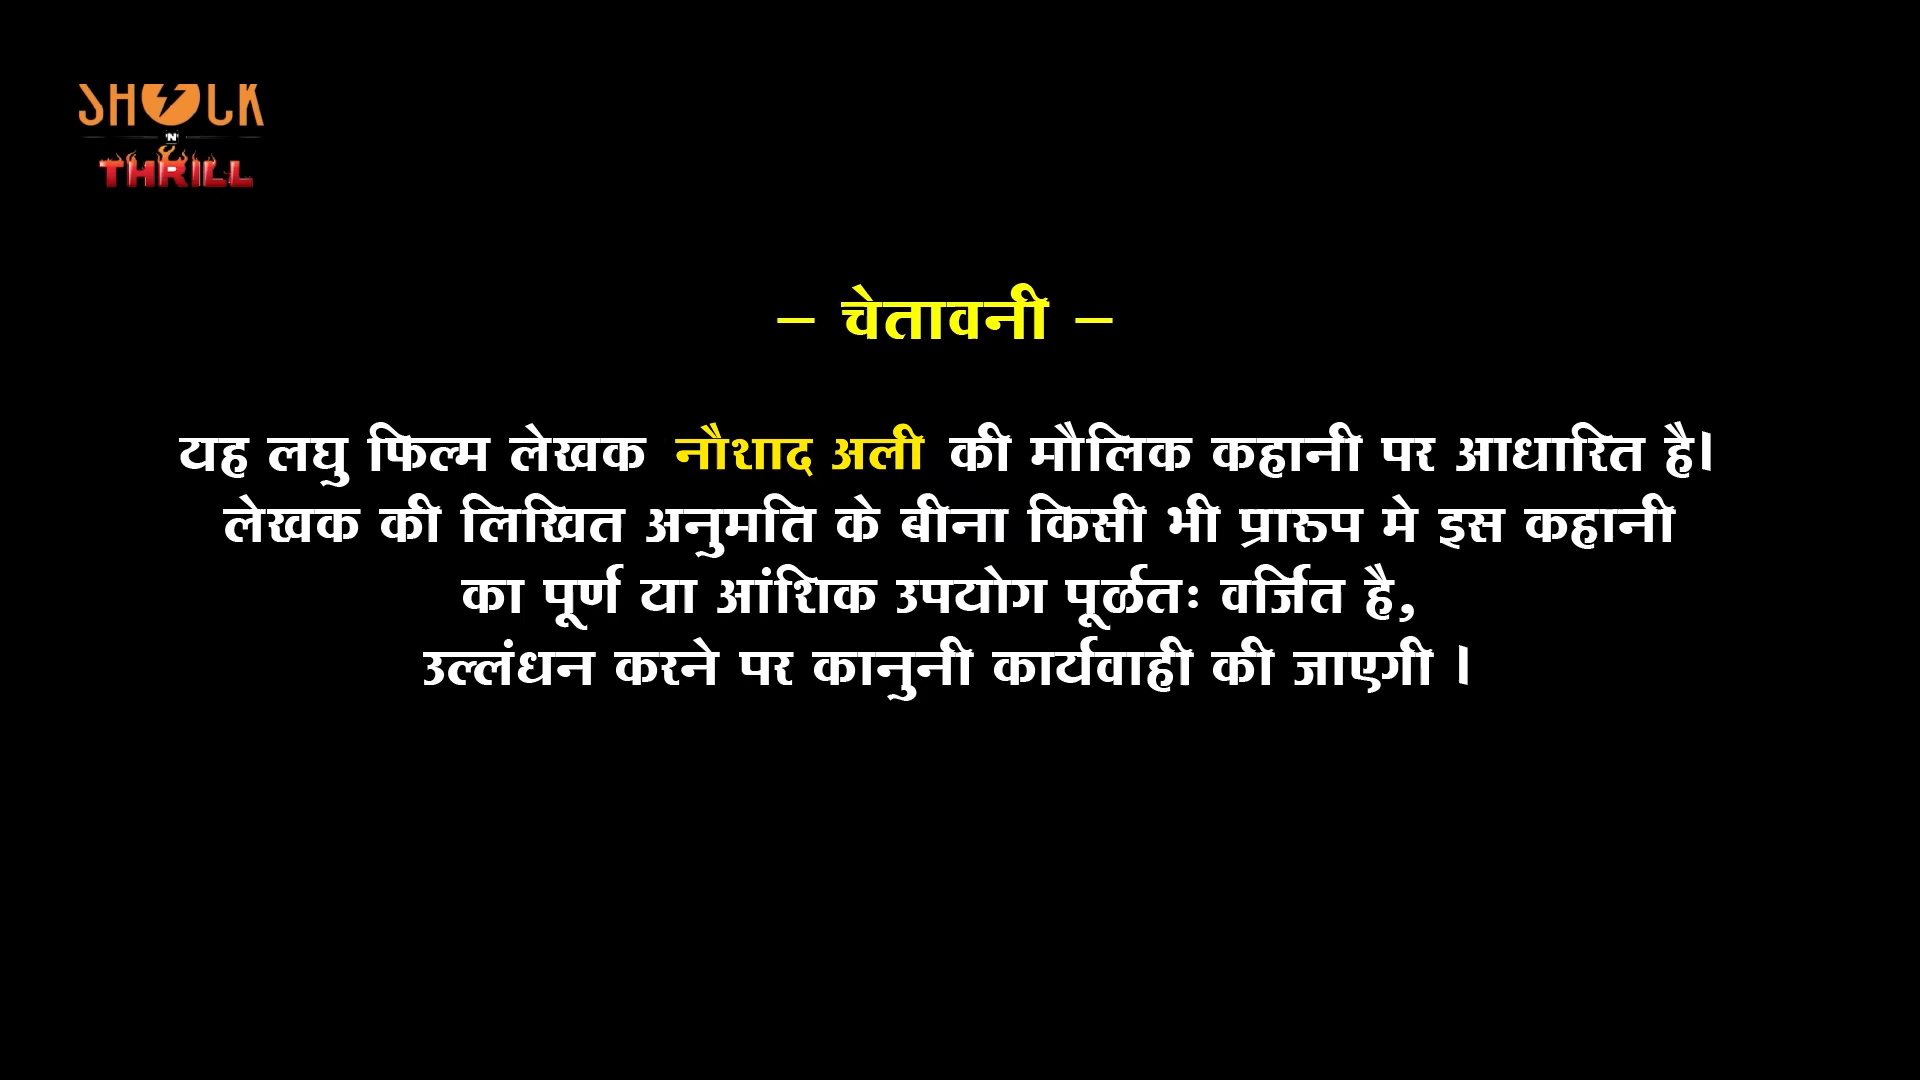 SHOCK
'N'
THRILL
– चेतावनी –
यह लघु फिल्म लेखक नौशाद अली की मौलिक कहानी पर आधारित है।
लेखक की लिखित अनुमति के बीना किसी भी प्रारुप मे इस कहानी
का पूर्ण या आंशिक उपयोग पूर्ळतः वर्जित है,
उल्लंधन करने पर कानुनी कार्यवाही की जाएगी ।